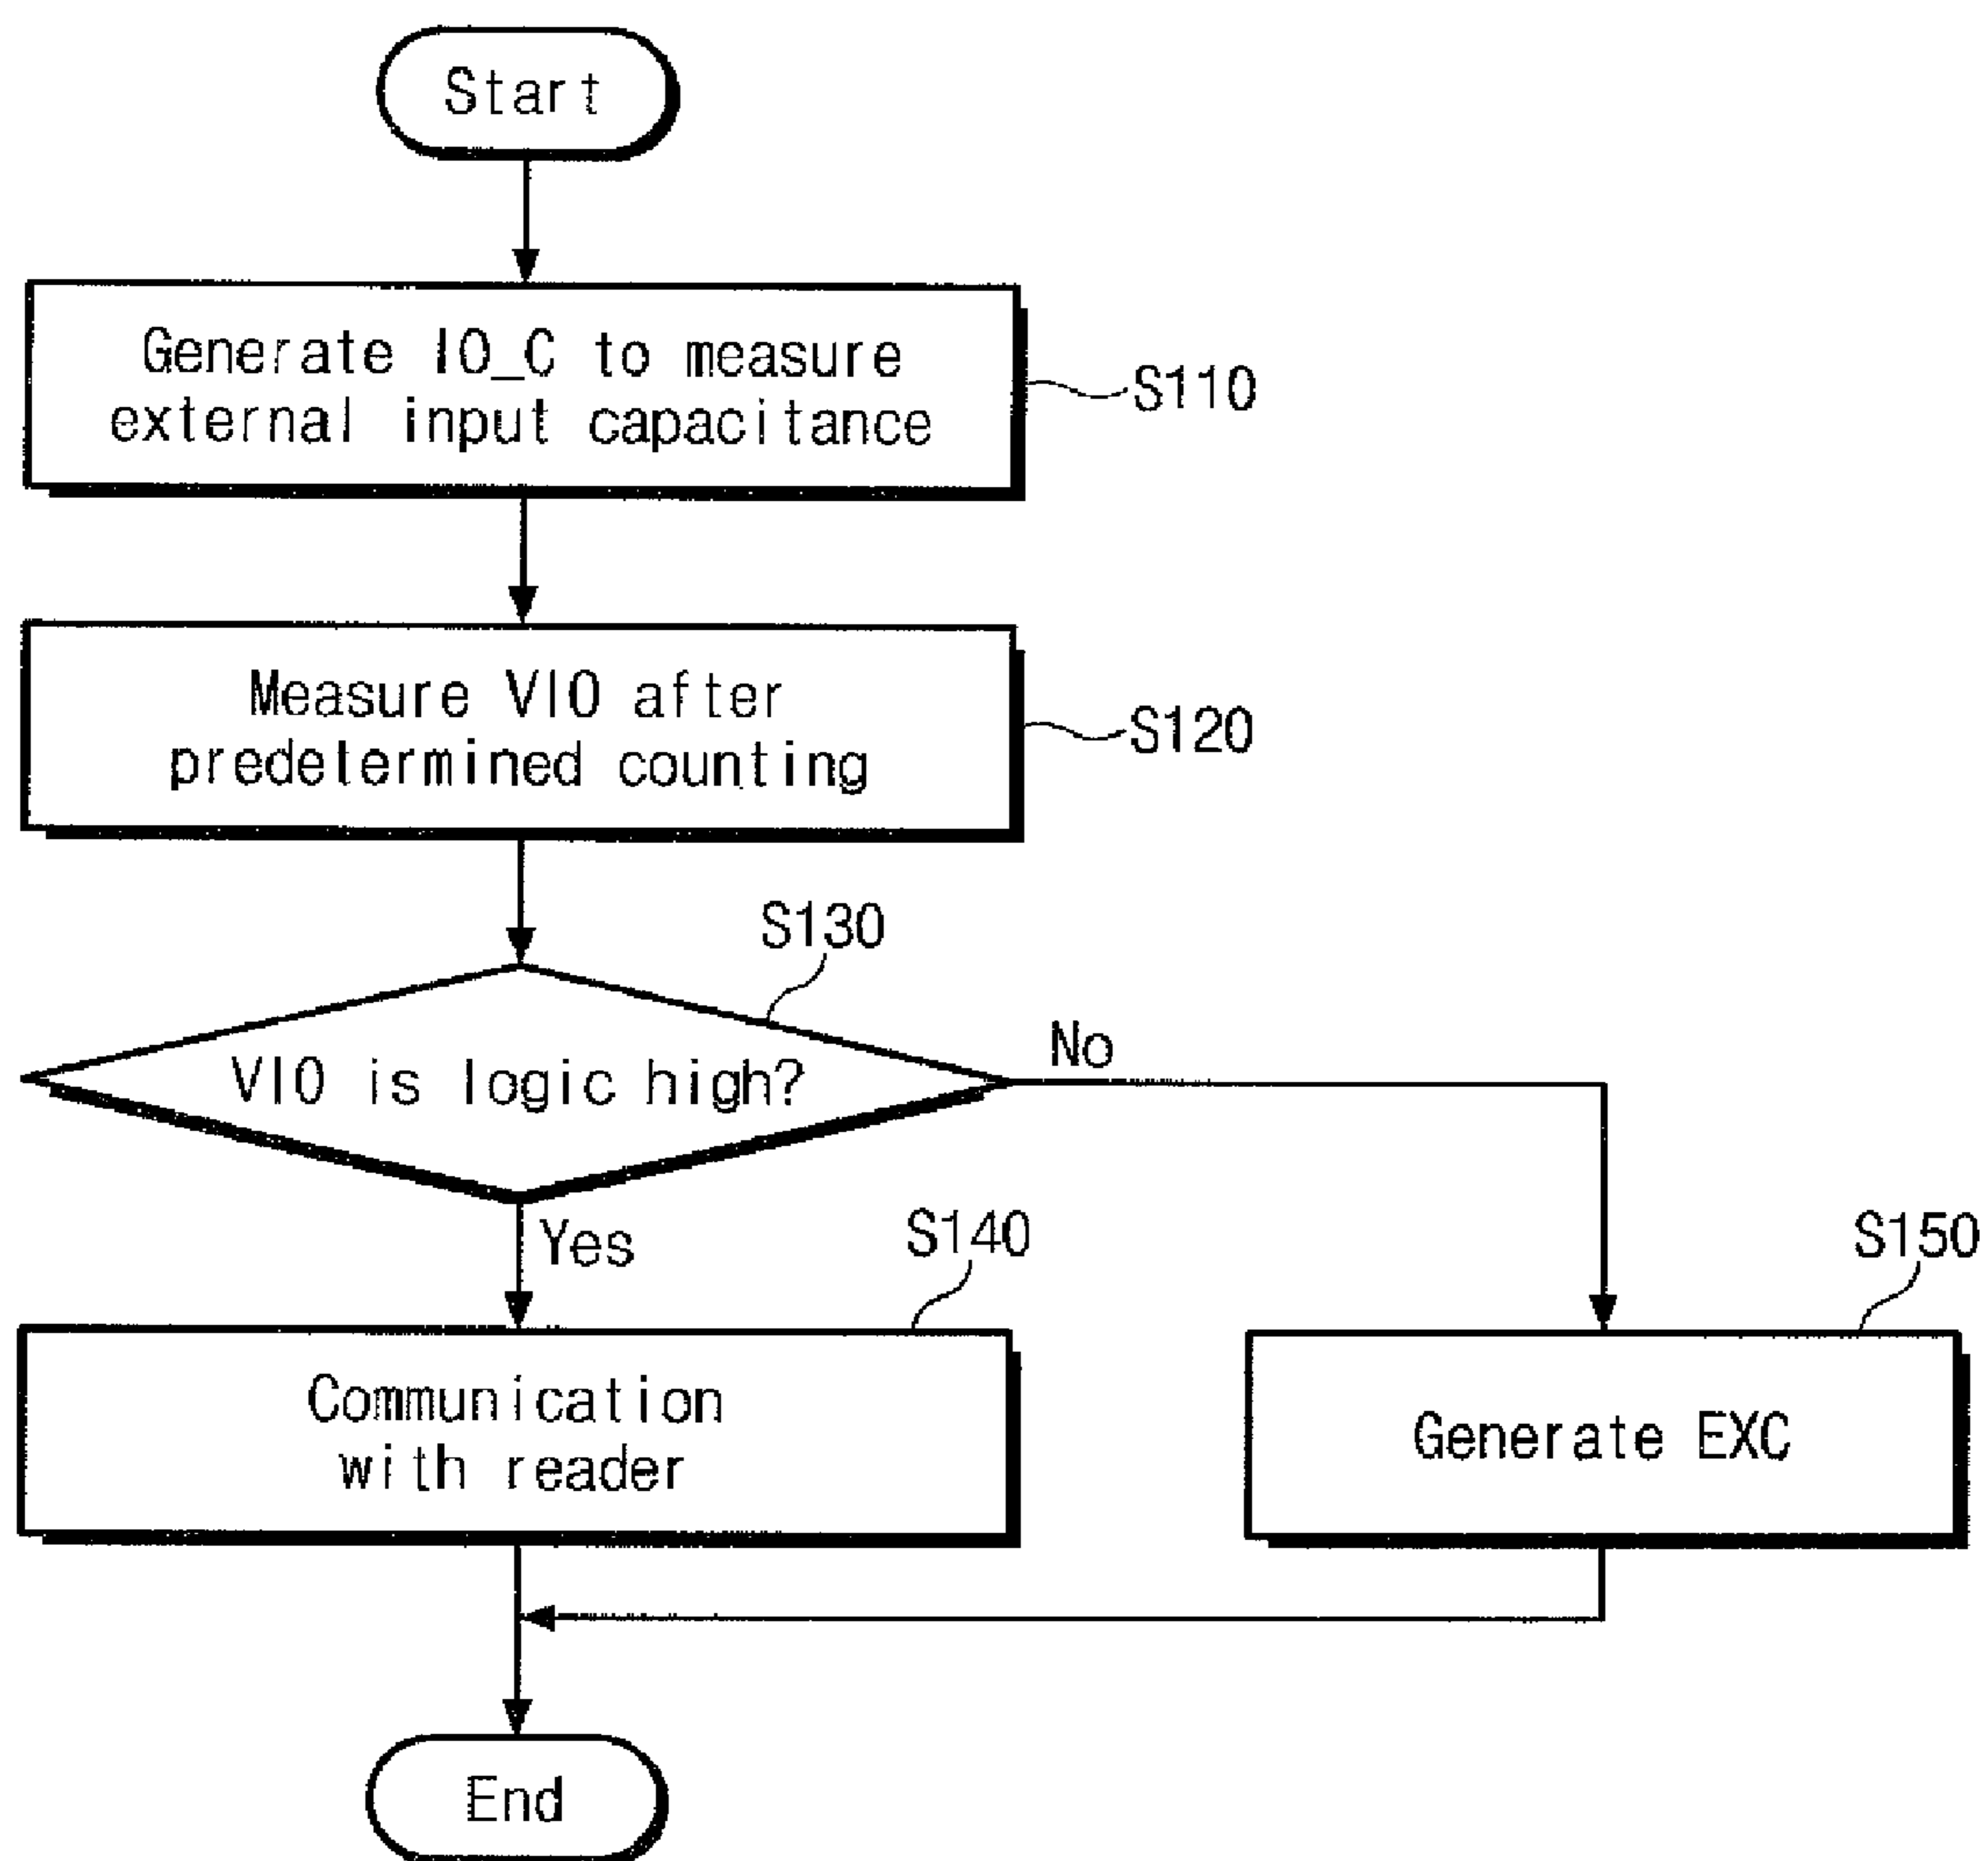 Start
Generate IO_C to measure
external input capacitance
S110
Measure VIO after
predetermined counting
S120
S130
VIO is logic high?
No
Yes
S140
S150
Communication
with reader
Generate EXC
End